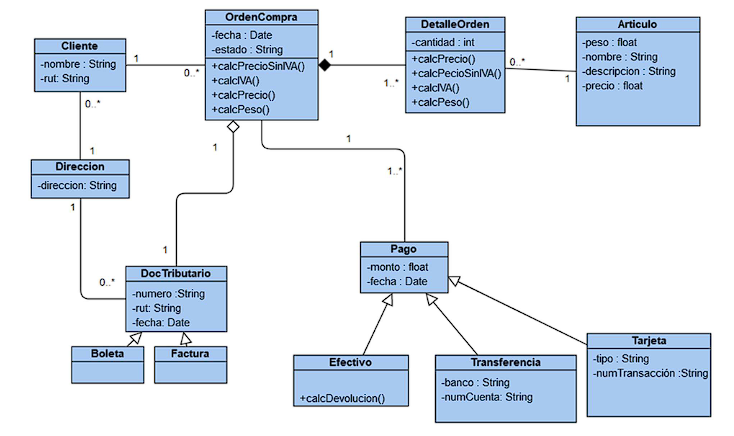 Cliente
-nombre : String
-rut: String
1
0..*
OrdenCompra
-fecha : Date
-estado : String
+calcPrecioSinIVA()
+calcIVA()
+calcPrecio()
+calcPeso()
1
1..*
DetalleOrden
-cantidad : int
+calcPrecio()
+calcPecioSinIVA()
+calcIVA()
+calcPeso()
0..*
1
Articulo
-peso : float
-nombre : String
-descripcion : String
-precio : float
0..*
1
Direccion
-direccion: String
1
0..*
1
1
DocTributario
-numero :String
-rut: String
-fecha: Date
Boleta
Factura
1
1..*
Pago
-monto : float
-fecha : Date
Efectivo
+calcDevolucion()
Transferencia
-banco : String
-numCuenta: String
Tarjeta
-tipo : String
-numTransacción :String